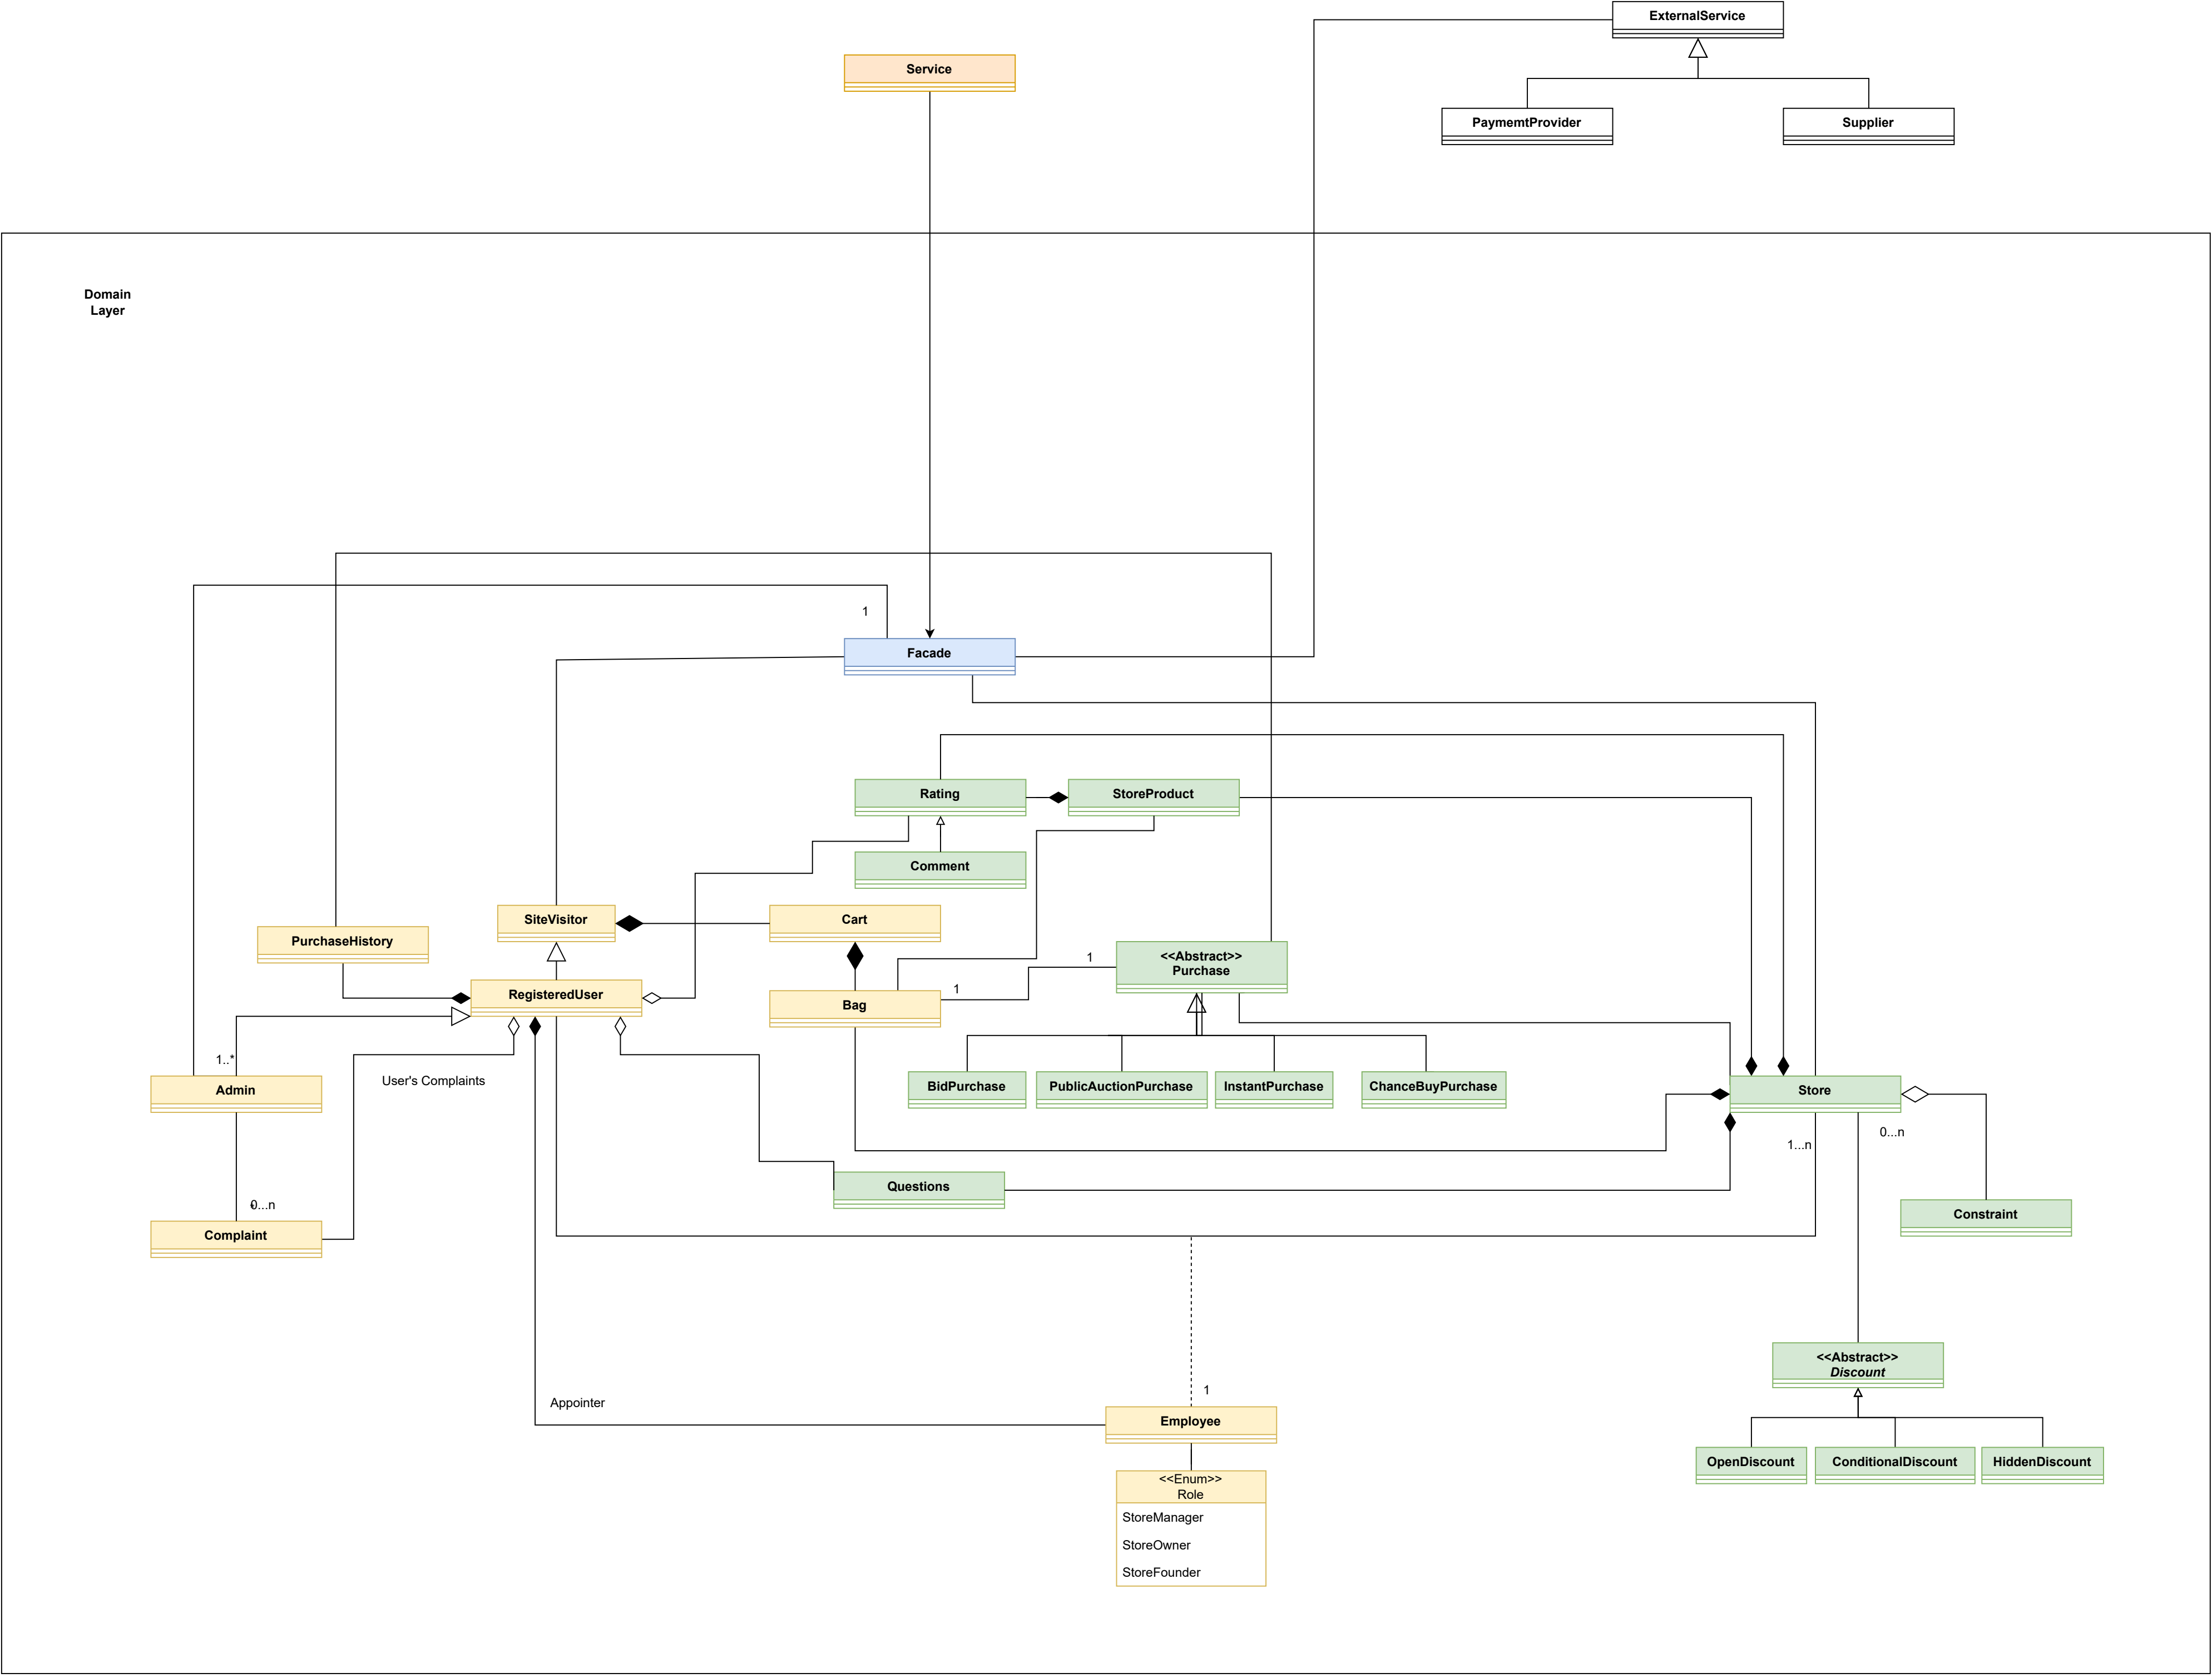 ExternalService
Service
PaymemtProvider
Supplier
Domain
Layer
1
Facade
Rating
StoreProduct
Comment
SiteVisitor
Cart
PurchaseHistory
<<Abstract>>
Purchase
1
1
RegisteredUser
Bag
1..*
User's Complaints
Admin
BidPurchase
PublicAuctionPurchase
InstantPurchase
ChanceBuyPurchase
Store
1...n
0...n
Questions
0...n
Complaint
Constraint
<<Abstract>>
Discount
1
Appointer
Employee
OpenDiscount
ConditionalDiscount
HiddenDiscount
<<Enum>>
Role
StoreManager
StoreOwner
StoreFounder